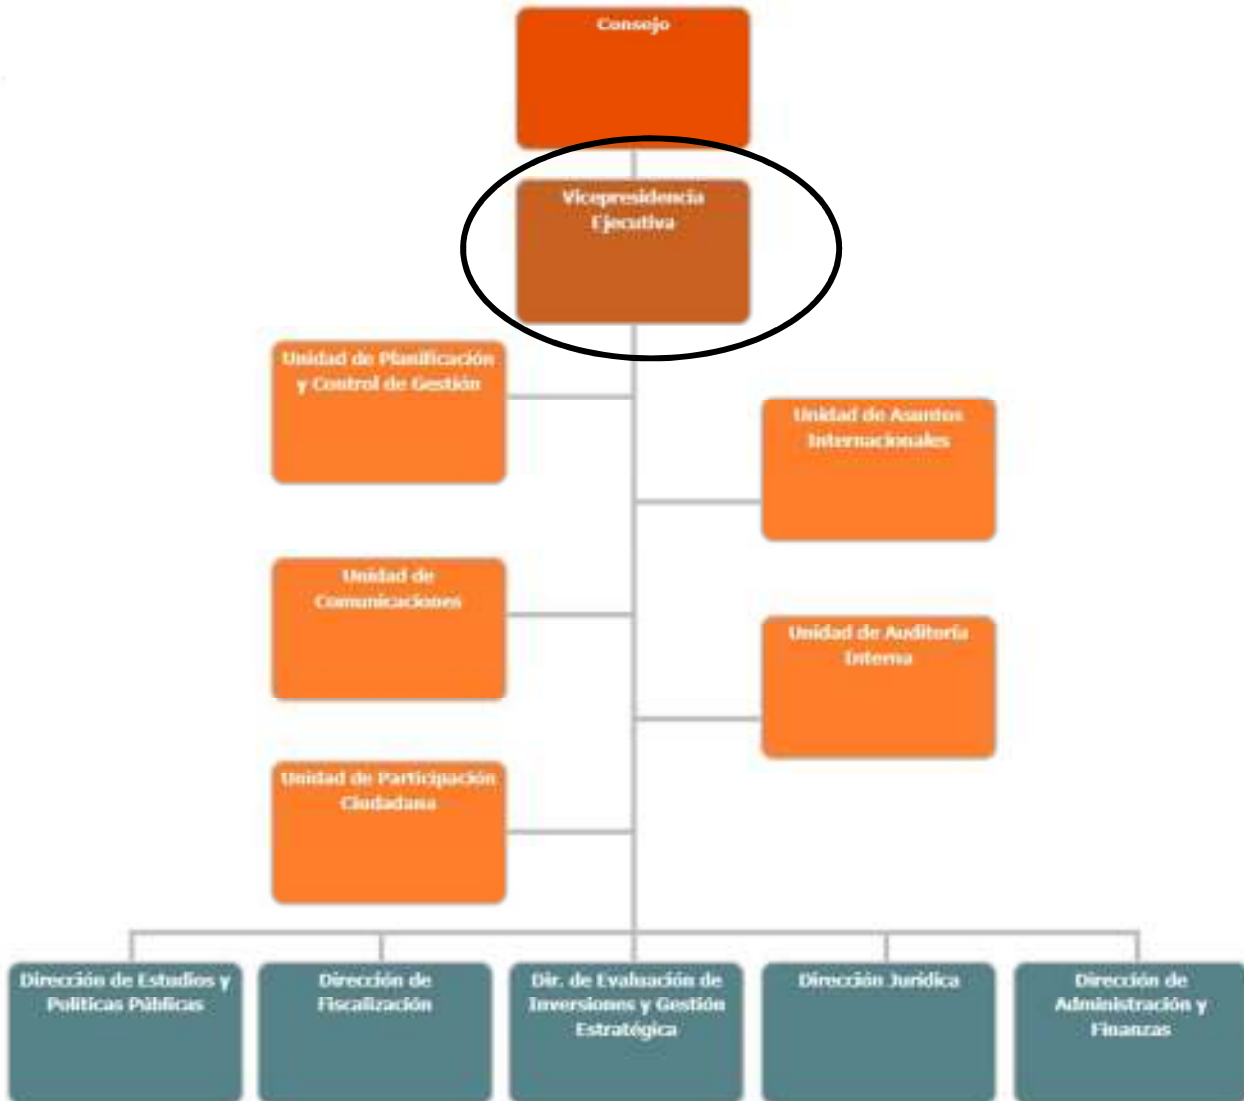 Consejo
Vicepresidencia
Ejecutiva
Unidad de Planificación
y Control de Gestión
Unidad de Asuntos
Internacionales
Unidad de
Comunicaciones
Unidad de Auditoría
Interna
Unidad de Participación
Ciudadana
Dirección de Estudios y
Políticas Públicas
Dirección de
Fiscalización
Dir. de Evaluación de
Inversiones y Gestión
Estratégica
Dirección Jurídica
Dirección de
Administración y
Finanzas